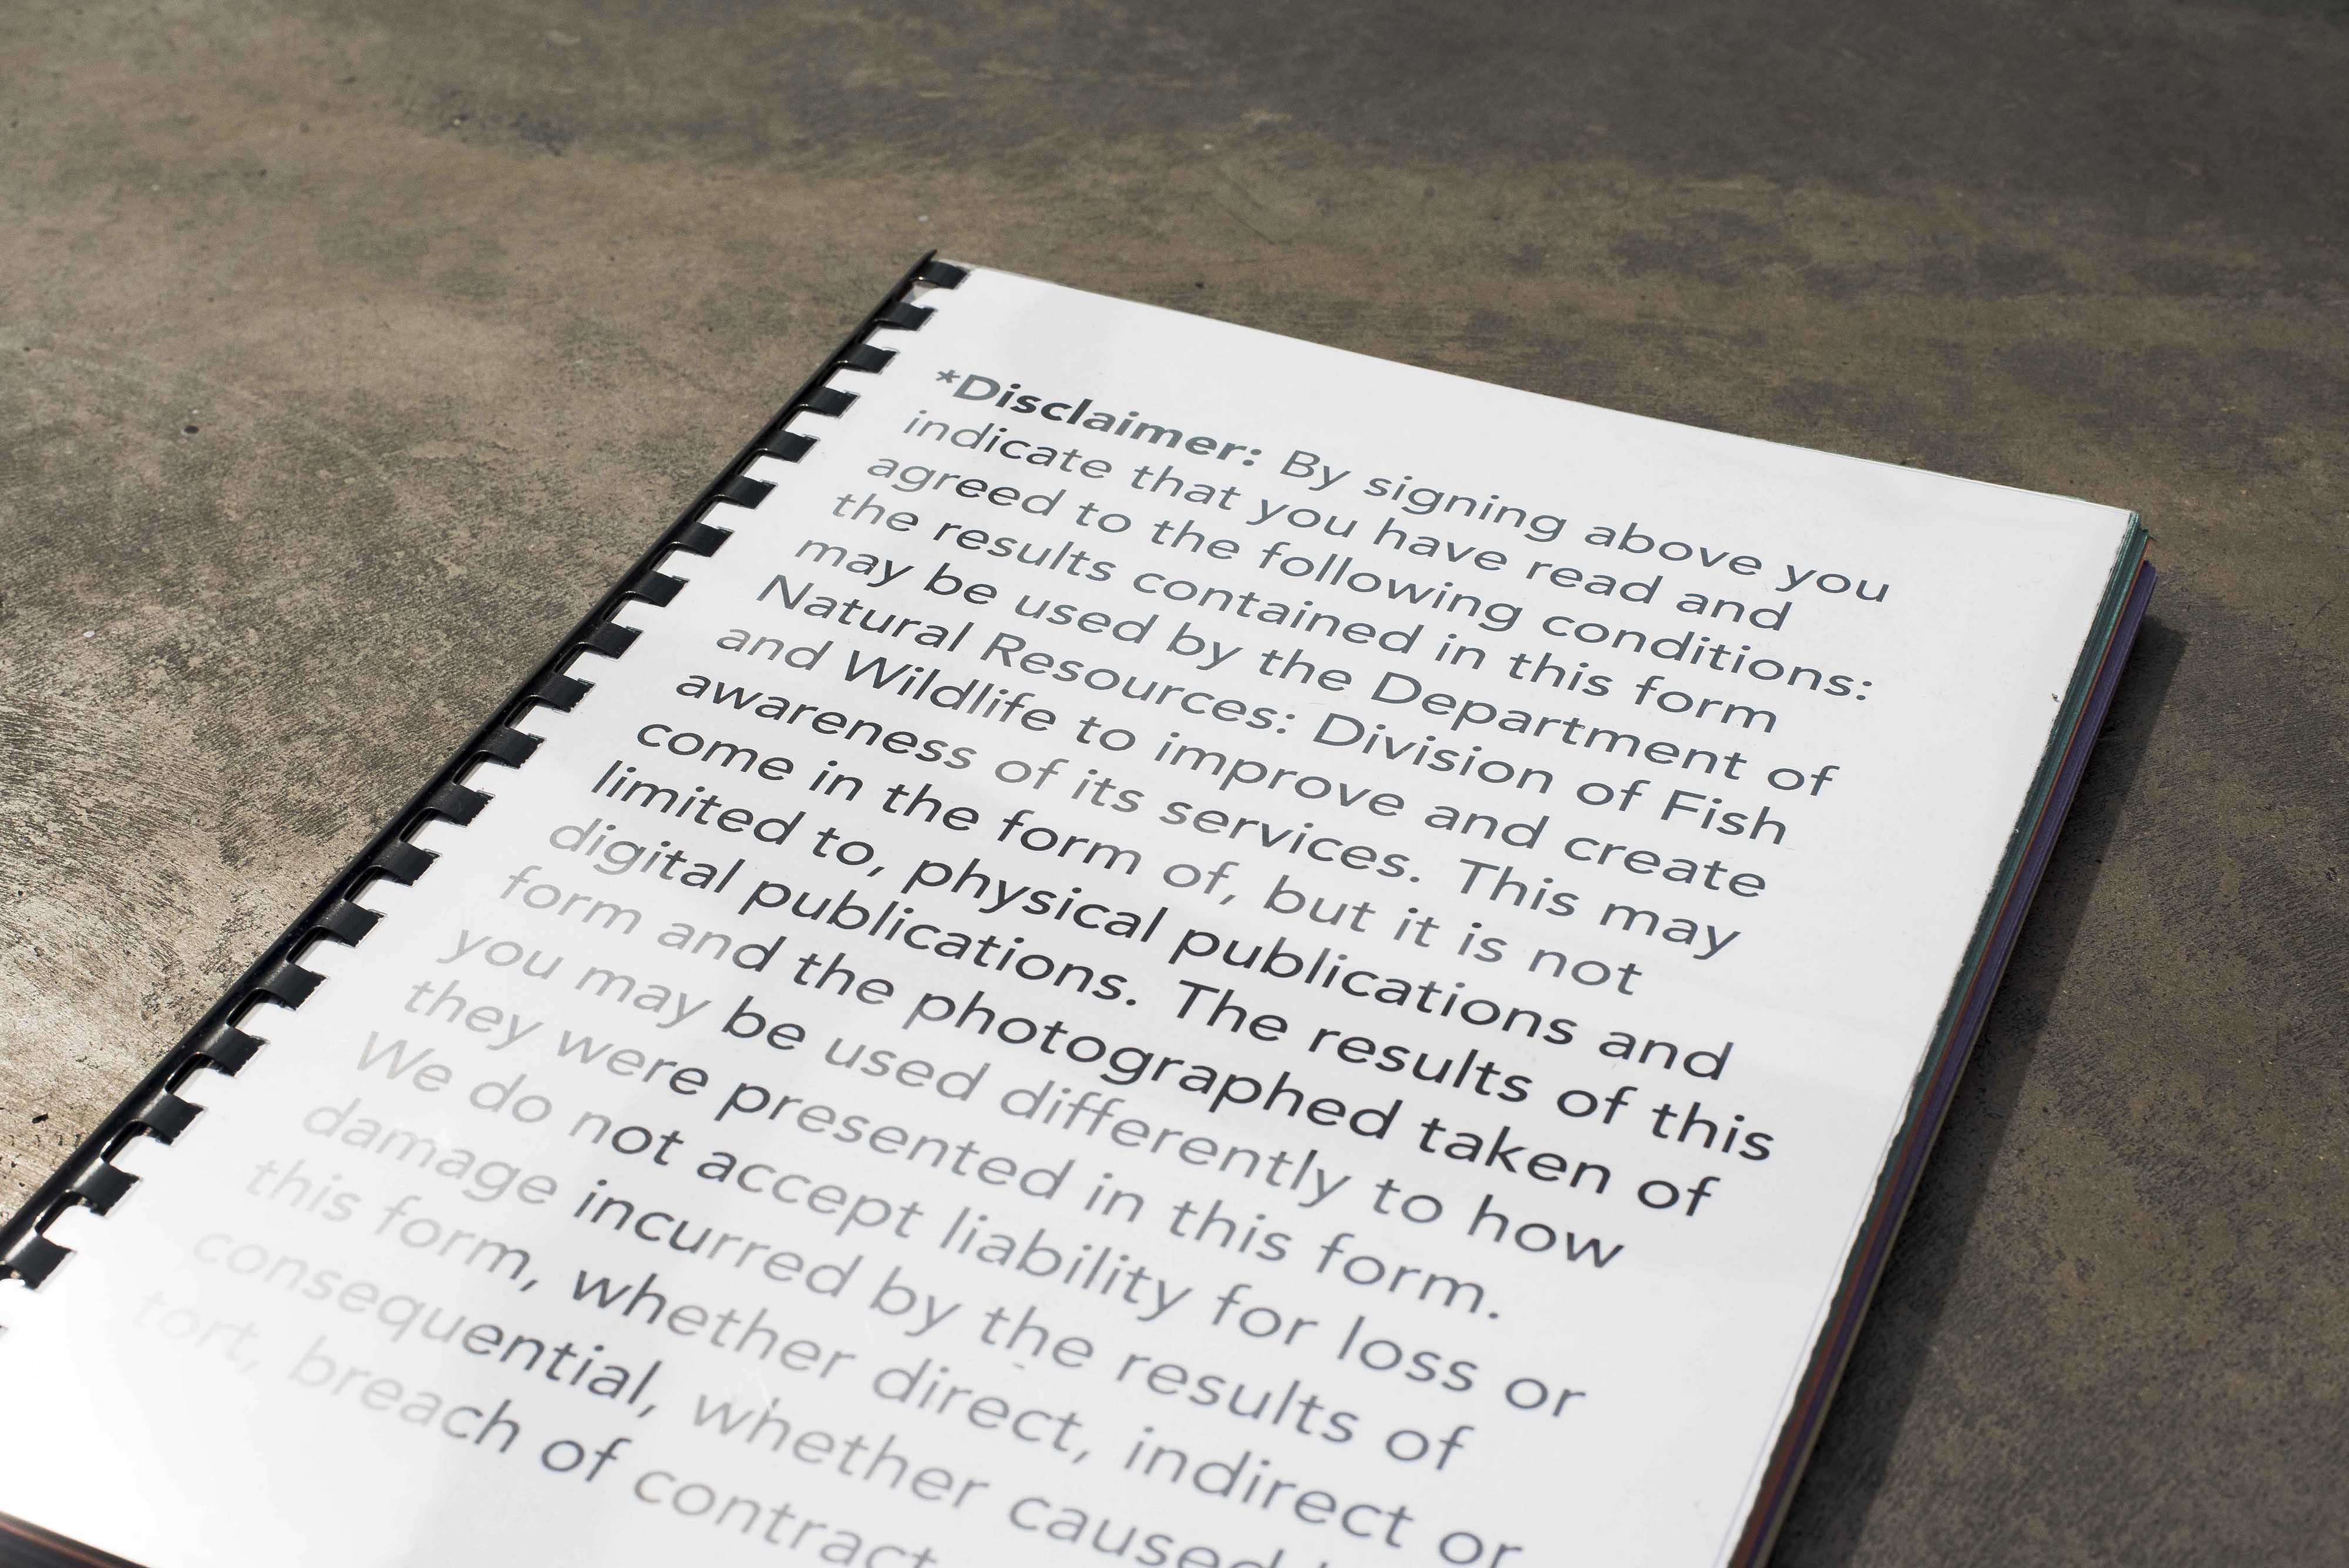 *Disclaimer: By signing above you
indicate that you have read and
agreed to the following conditions:
the results contained in this form
may be used by the Department of
Natural Resources: Division of Fish
and Wildlife to improve and create
awareness of its services. This may
come in the form of, but it is not
limited to, physical publications and
digital publications. The results of this
form and the photographed taken of
you may be used differently to how
they were presented in this form.
We do not accept liability for loss or
damage incurred by the results of
this form, whether direct, indirect or
consequential, whether caused
tort, breach of contract